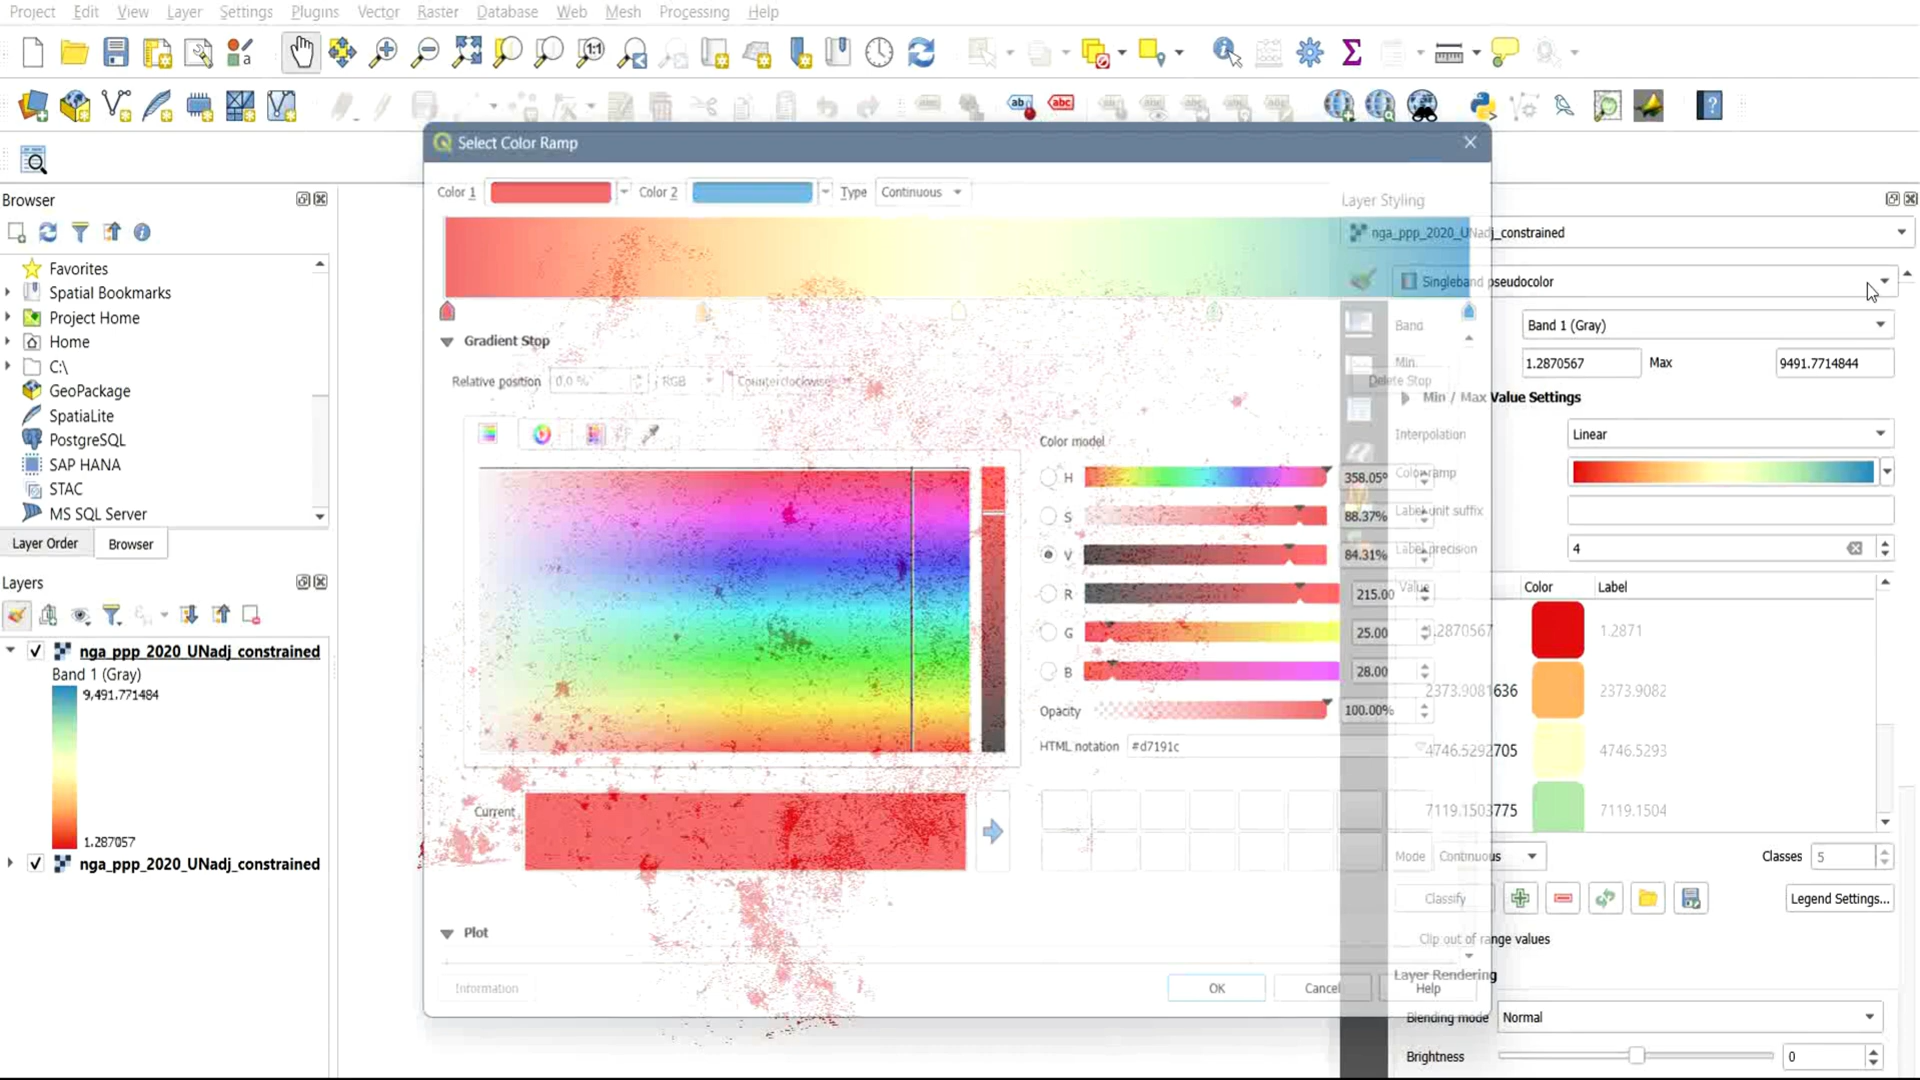 Project Edit View Layer Settings Plugins Vector Raster Database Web Mesh Processing Help
Browser
Favorites
Spatial Bookmarks
Project Home
Home
C:\
GeoPackage
SpatiaLite
PostgreSQL
SAP HANA
STAC
MS SQL Server
Layer Order Browser
Layers
nga_ppp_2020_UNadj_constrained
Band 1 (Gray)
9,491.771484
1.287057
nga_ppp_2020_UNadj_constrained
Select Color Ramp
Color 1 Color 2 Type Continuous
Gradient Stop
Relative position 0.0 % RGB Counterclockwise
Delete Stop
Color model
H 358.05°
S 88.37%
V 84.31%
R 215.00
G 25.00
B 28.00
Opacity 100.00%
HTML notation #d7191c
Current
Plot
Information
OK Cancel Help
Layer Styling
nga_ppp_2020_UNadj_constrained
Singleband pseudocolor
Band Band 1 (Gray)
Min 1.2870567 Max 9491.7714844
Min / Max Value Settings
Interpolation Linear
Color ramp
Label unit suffix
Label precision 4
Value Color Label
1.2870567 1.2871
2373.9081636 2373.9082
4746.5292705 4746.5293
7119.1503775 7119.1504
Mode Continuous Classes 5
Classify Legend Settings...
Clip out of range values
Layer Rendering
Blending mode Normal
Brightness 0